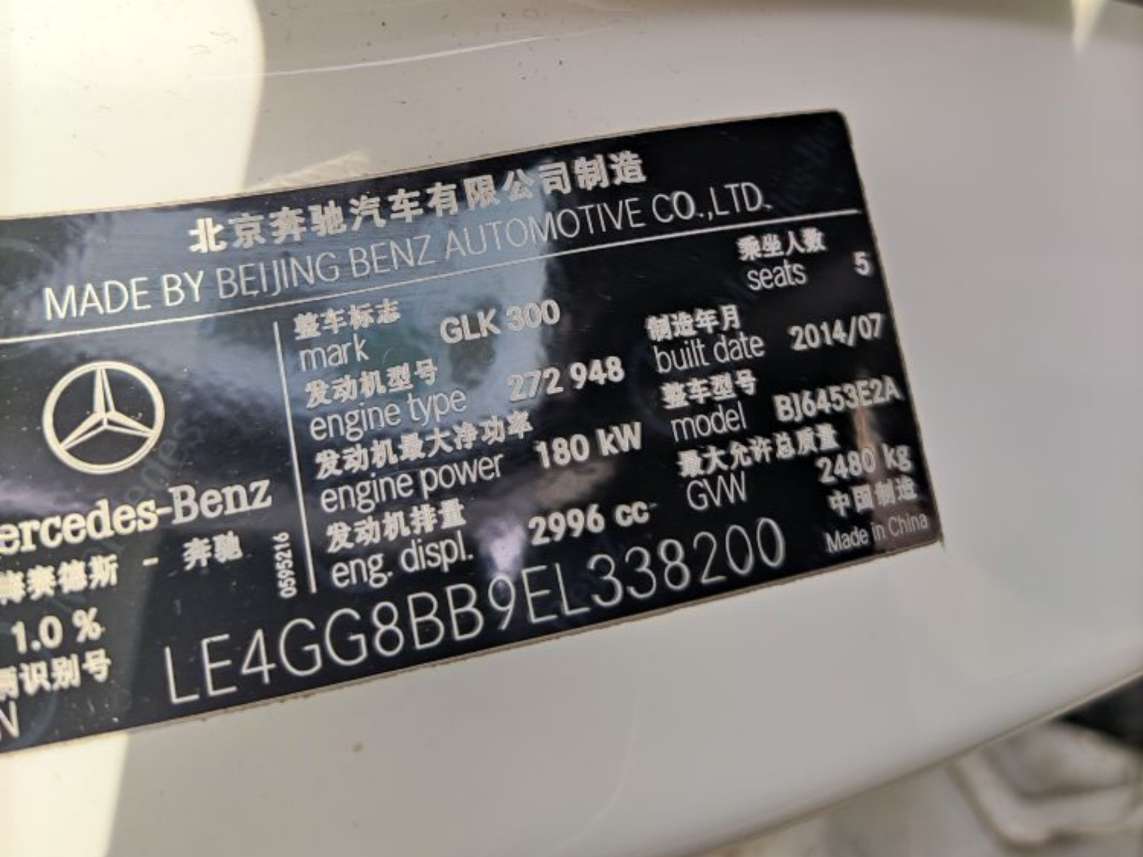 北京奔驰汽车有限公司制造
MADE BY BEIJING BENZ AUTOMOTIVE CO.,LTD.
整车标志
mark GLK 300
乘坐人数
seats 5
发动机型号
engine type 272 948
制造年月
built date 2014/07
发动机最大净功率
engine power 180 kW
整车型号
model BJ6453E2A
发动机排量
eng. displ. 2996 cc
最大允许总质量
GVW 2480 kg
中国制造
Made in China
ercedes-Benz
赛德斯 - 奔驰
0595216
1.0 %
识别号
N
LE4GG8BB9EL338200